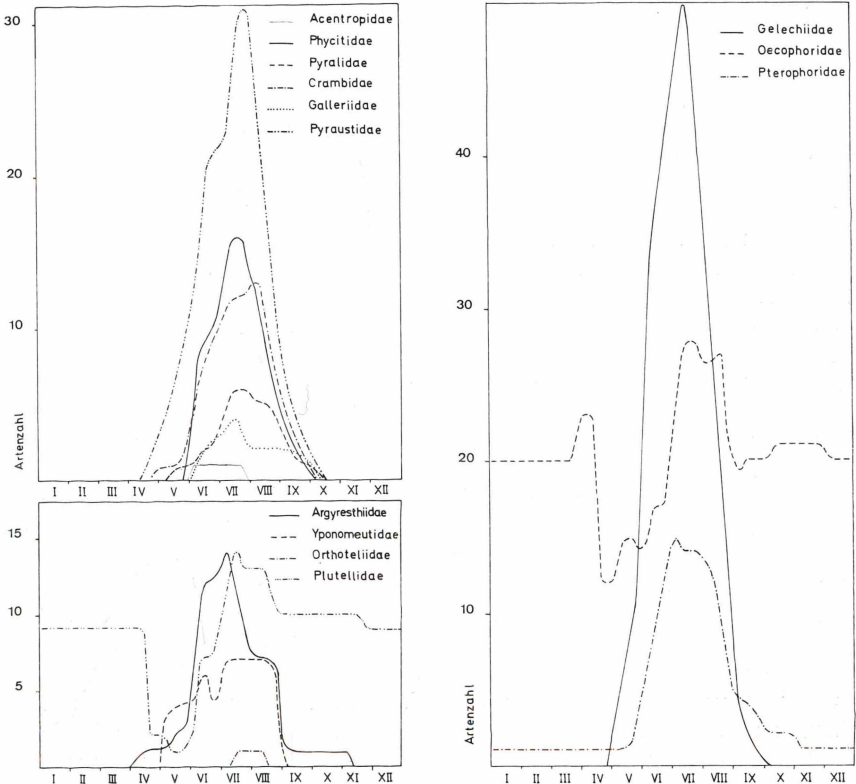 30
20
10
Artenzahl
Acentropidae
Phycitidae
Pyralidae
Crambidae
Galleriidae
Pyraustidae
I II III IV V VI VII VIII IX X XI XII
15
10
5
Artenzahl
Argyresthiidae
Yponomeutidae
Orthoteliidae
Plutellidae
I II III IV V VI VII VIII IX X XI XII
40
30
20
10
Artenzahl
Gelechiidae
Oecophoridae
Pterophoridae
I II III IV V VI VII VIII IX X XI XII